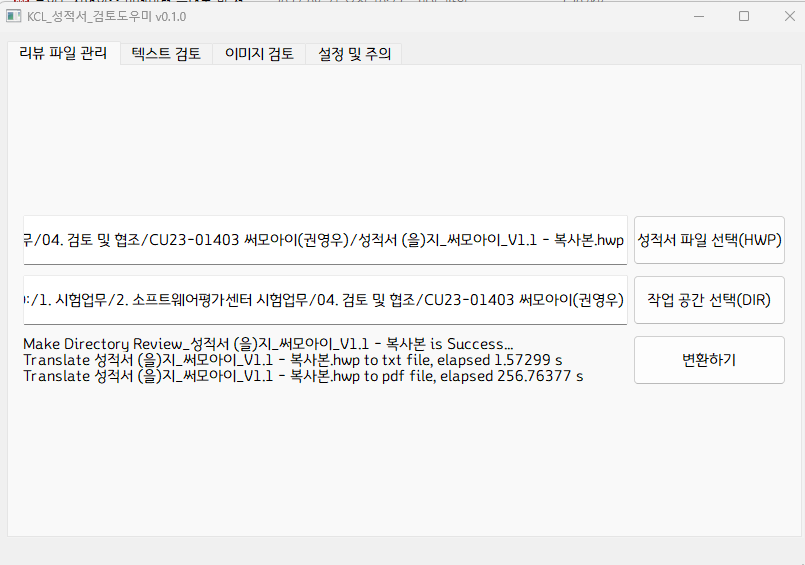 KCL_성적서_검토도우미 v0.1.0
리뷰 파일 관리 텍스트 검토 이미지 검토 설정 및 주의
무/04. 검토 및 협조/CU23-01403 써모아이(권영우)/성적서 (을)지_써모아이_V1.1 - 복사본.hwp 성적서 파일 선택(HWP)
:/1. 시험업무/2. 소프트웨어평가센터 시험업무/04. 검토 및 협조/CU23-01403 써모아이(권영우) 작업 공간 선택(DIR)
Make Directory Review_성적서 (을)지_써모아이_V1.1 - 복사본 is Success...
Translate 성적서 (을)지_써모아이_V1.1 - 복사본.hwp to txt file, elapsed 1.57299 s
Translate 성적서 (을)지_써모아이_V1.1 - 복사본.hwp to pdf file, elapsed 256.76377 s
변환하기